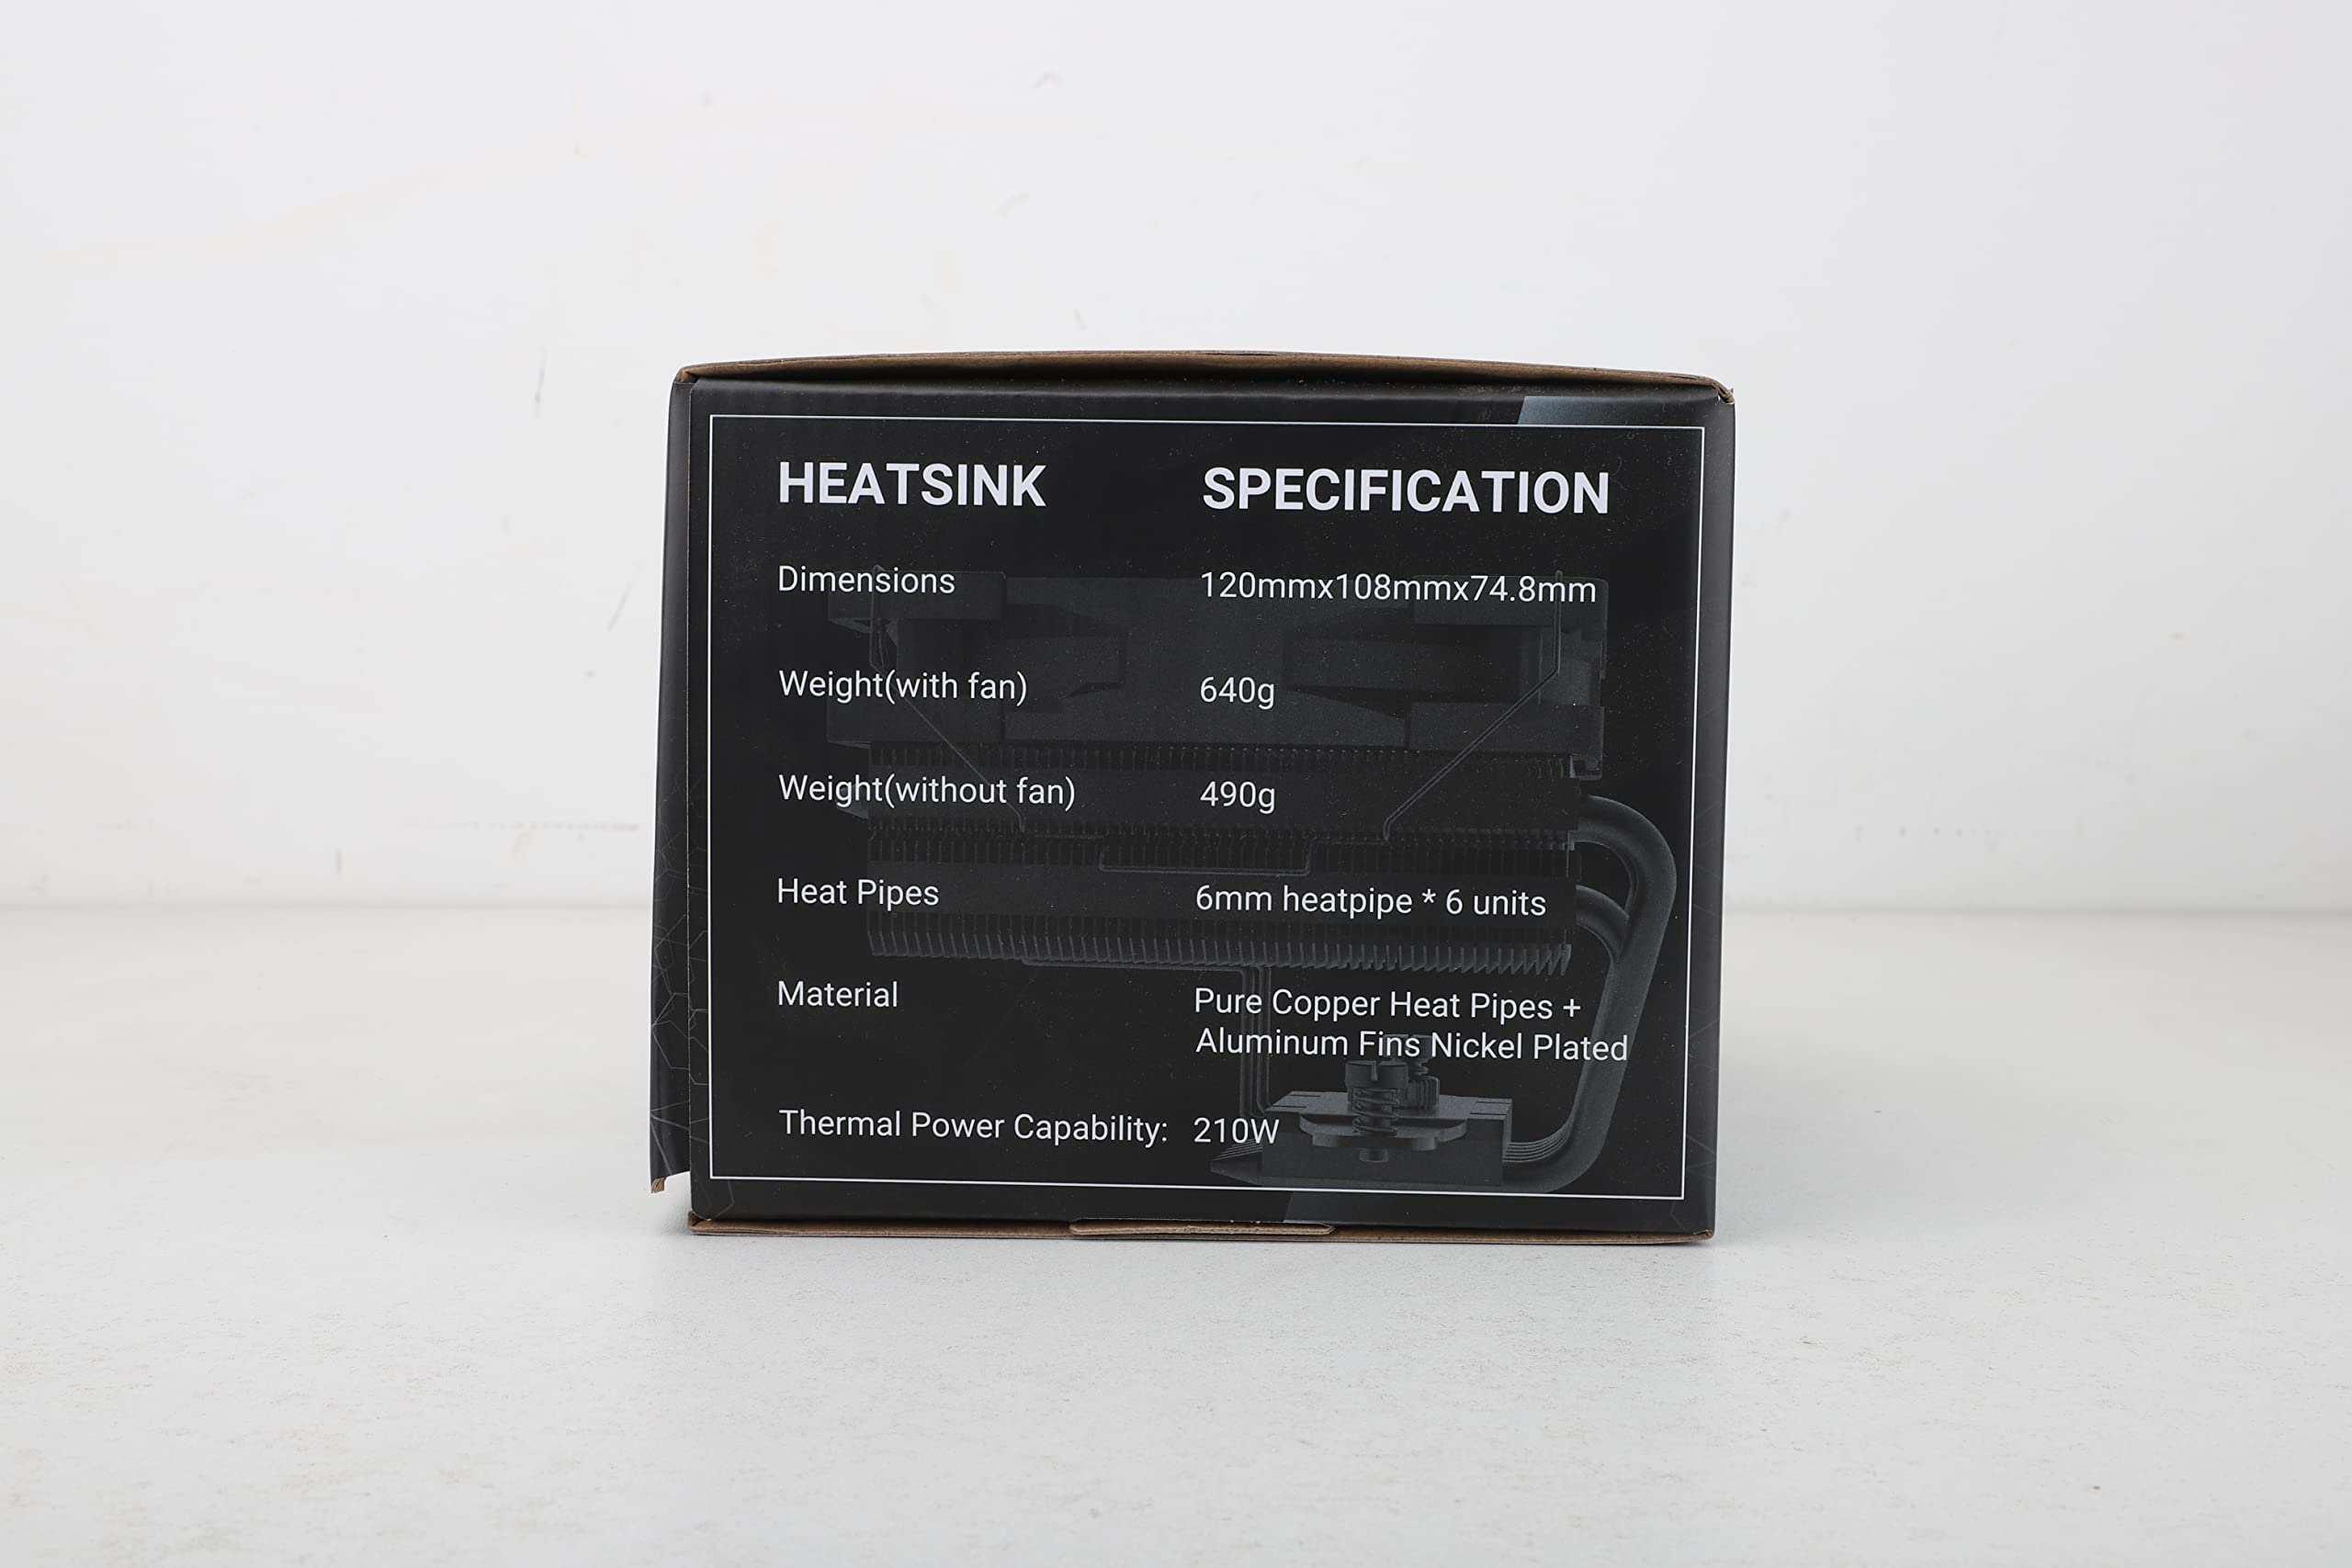 HEATSINK SPECIFICATION
Dimensions 120mmx108mmx74.8mm
Weight(with fan) 640g
Weight(without fan) 490g
Heat Pipes 6mm heatpipe * 6 units
Material Pure Copper Heat Pipes +
Aluminum Fins Nickel Plated
Thermal Power Capability: 210W